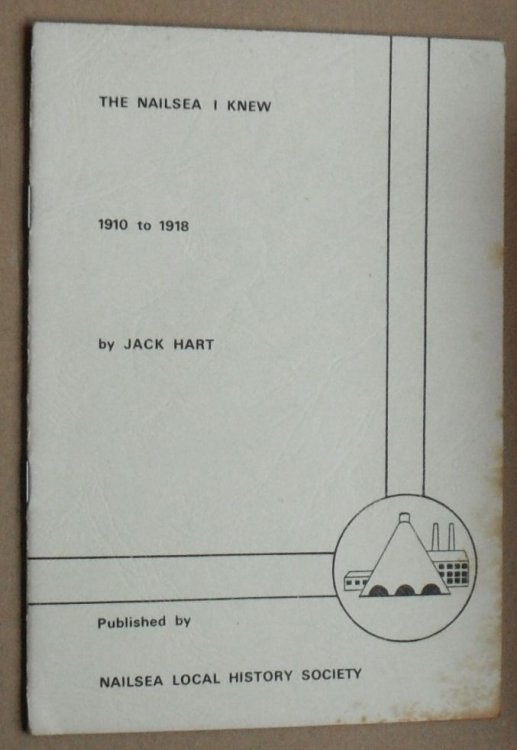 THE NAILSEA I KNEW
1910 to 1918
by JACK HART
Published by
NAILSEA LOCAL HISTORY SOCIETY